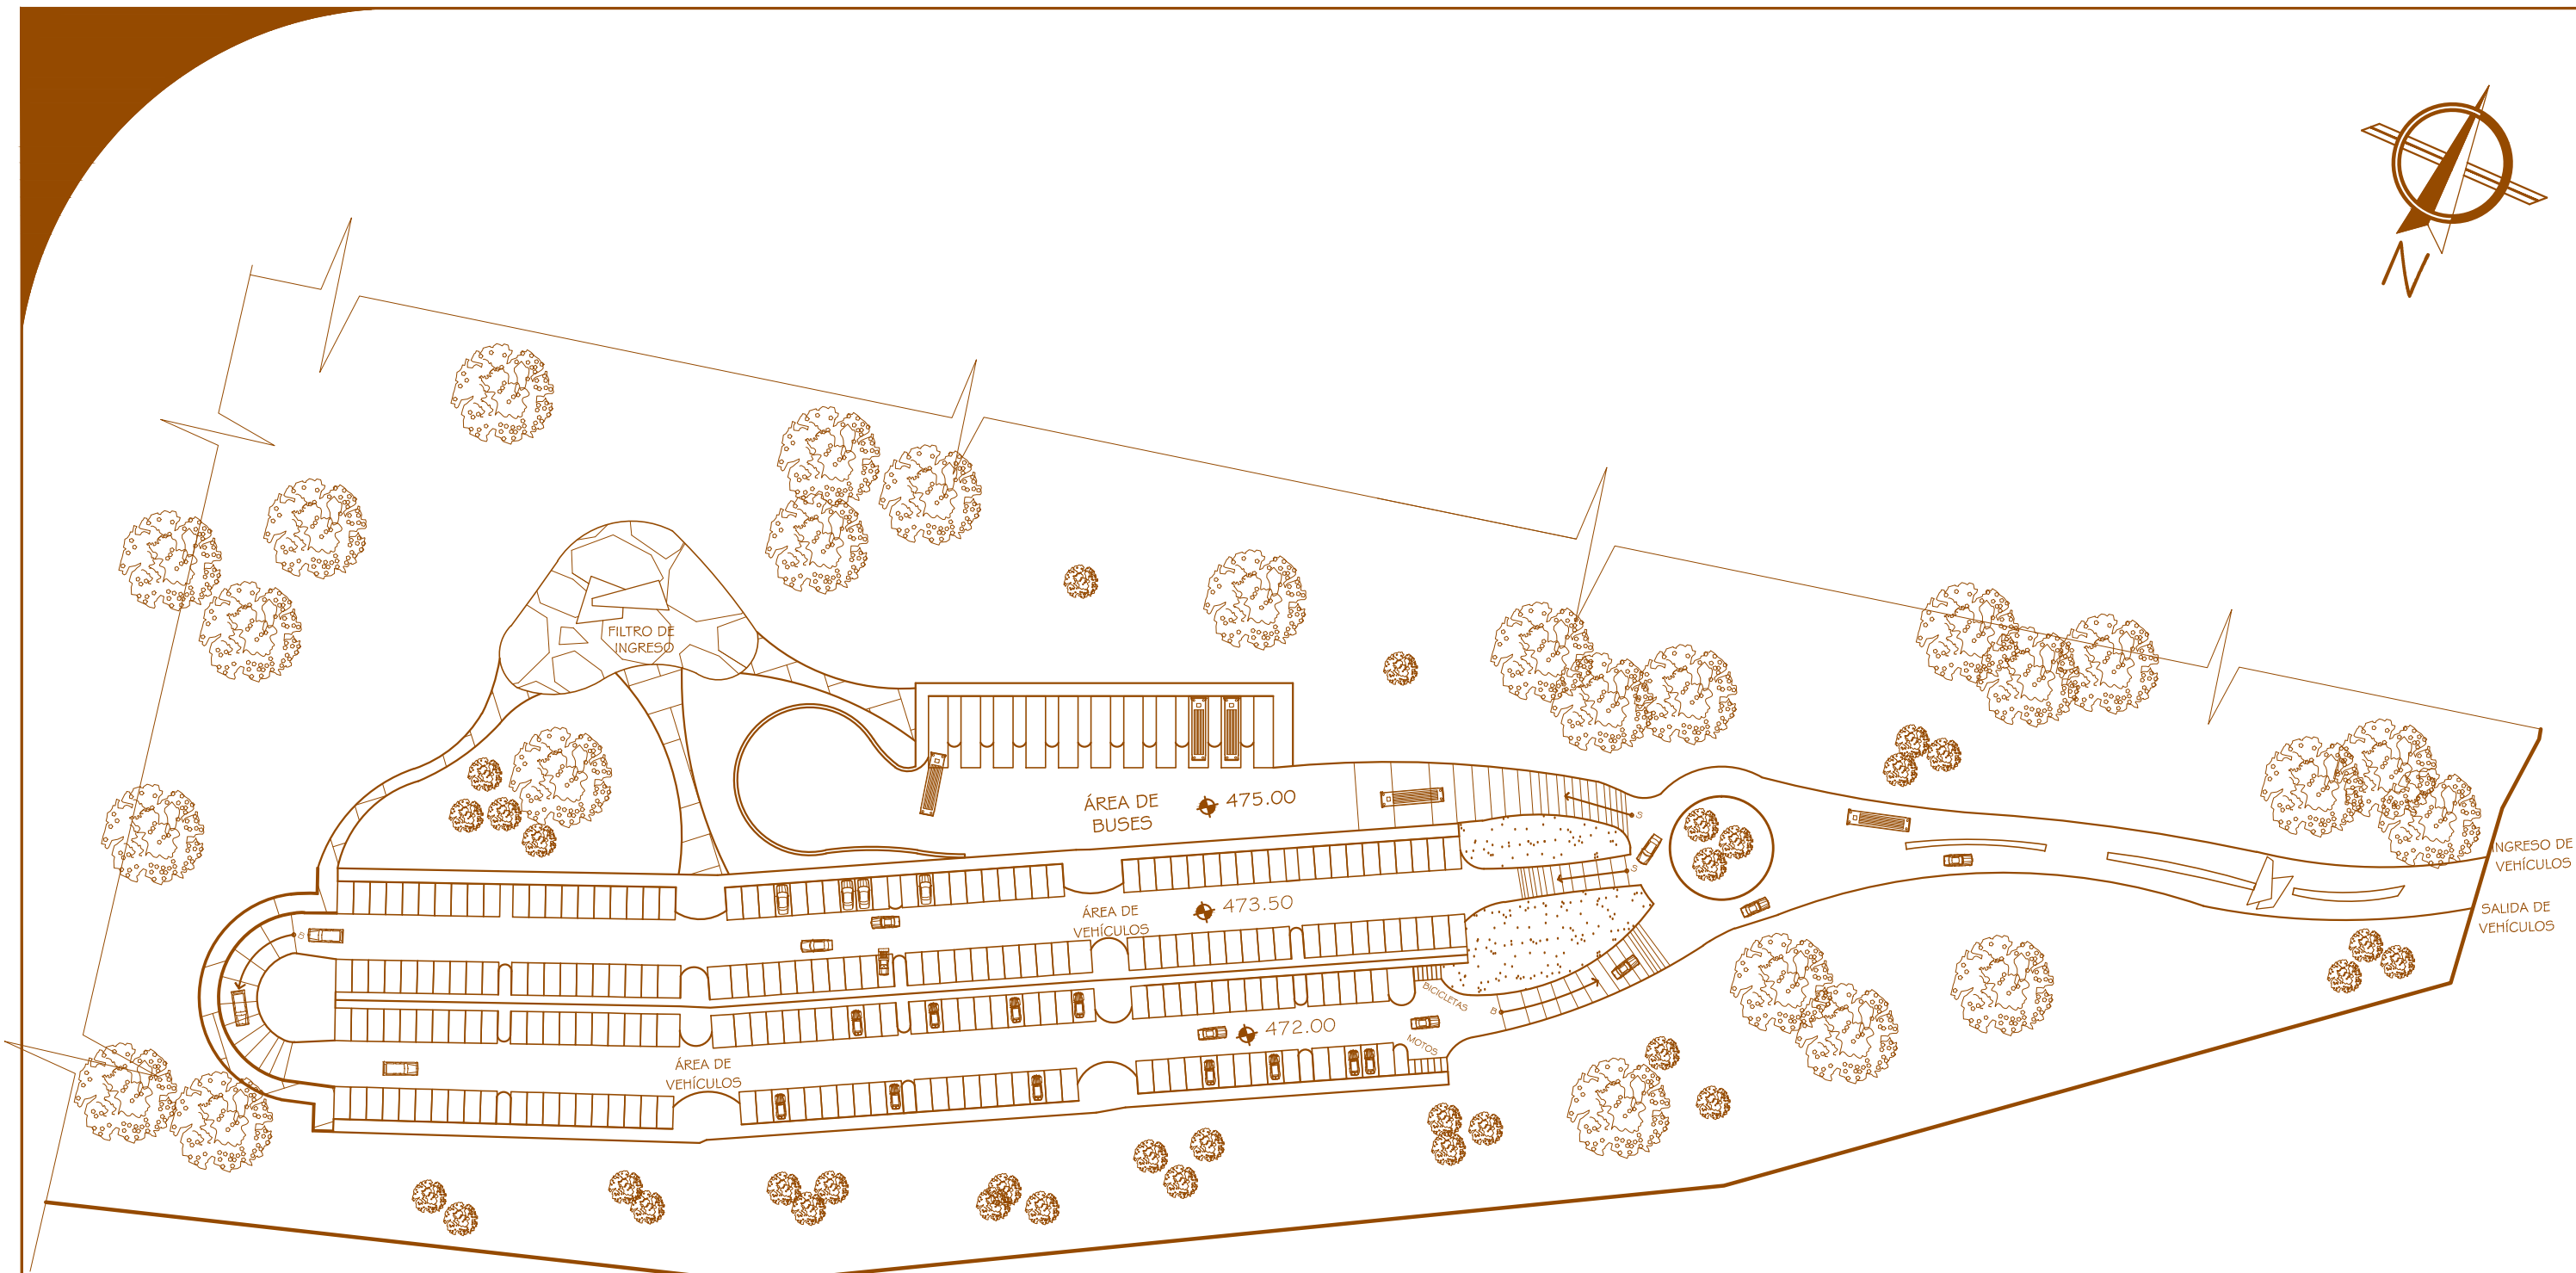 N
FILTRO DE
INGRESO
ÁREA DE
BUSES
475.00
S
INGRESO DE
VEHÍCULOS
S
ÁREA DE
VEHÍCULOS
473.50
SALIDA DE
VEHÍCULOS
B
BICICLETAS
B
472.00
MOTOS
ÁREA DE
VEHÍCULOS